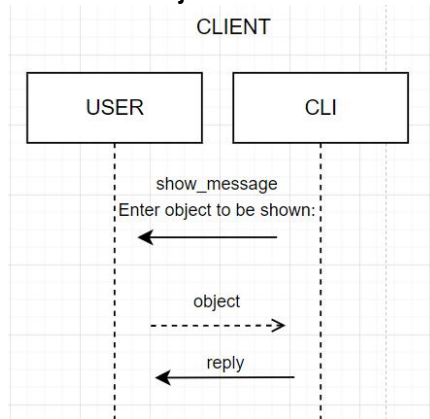 CLIENT
USER
CLI
show_message
Enter object to be shown:
object
reply